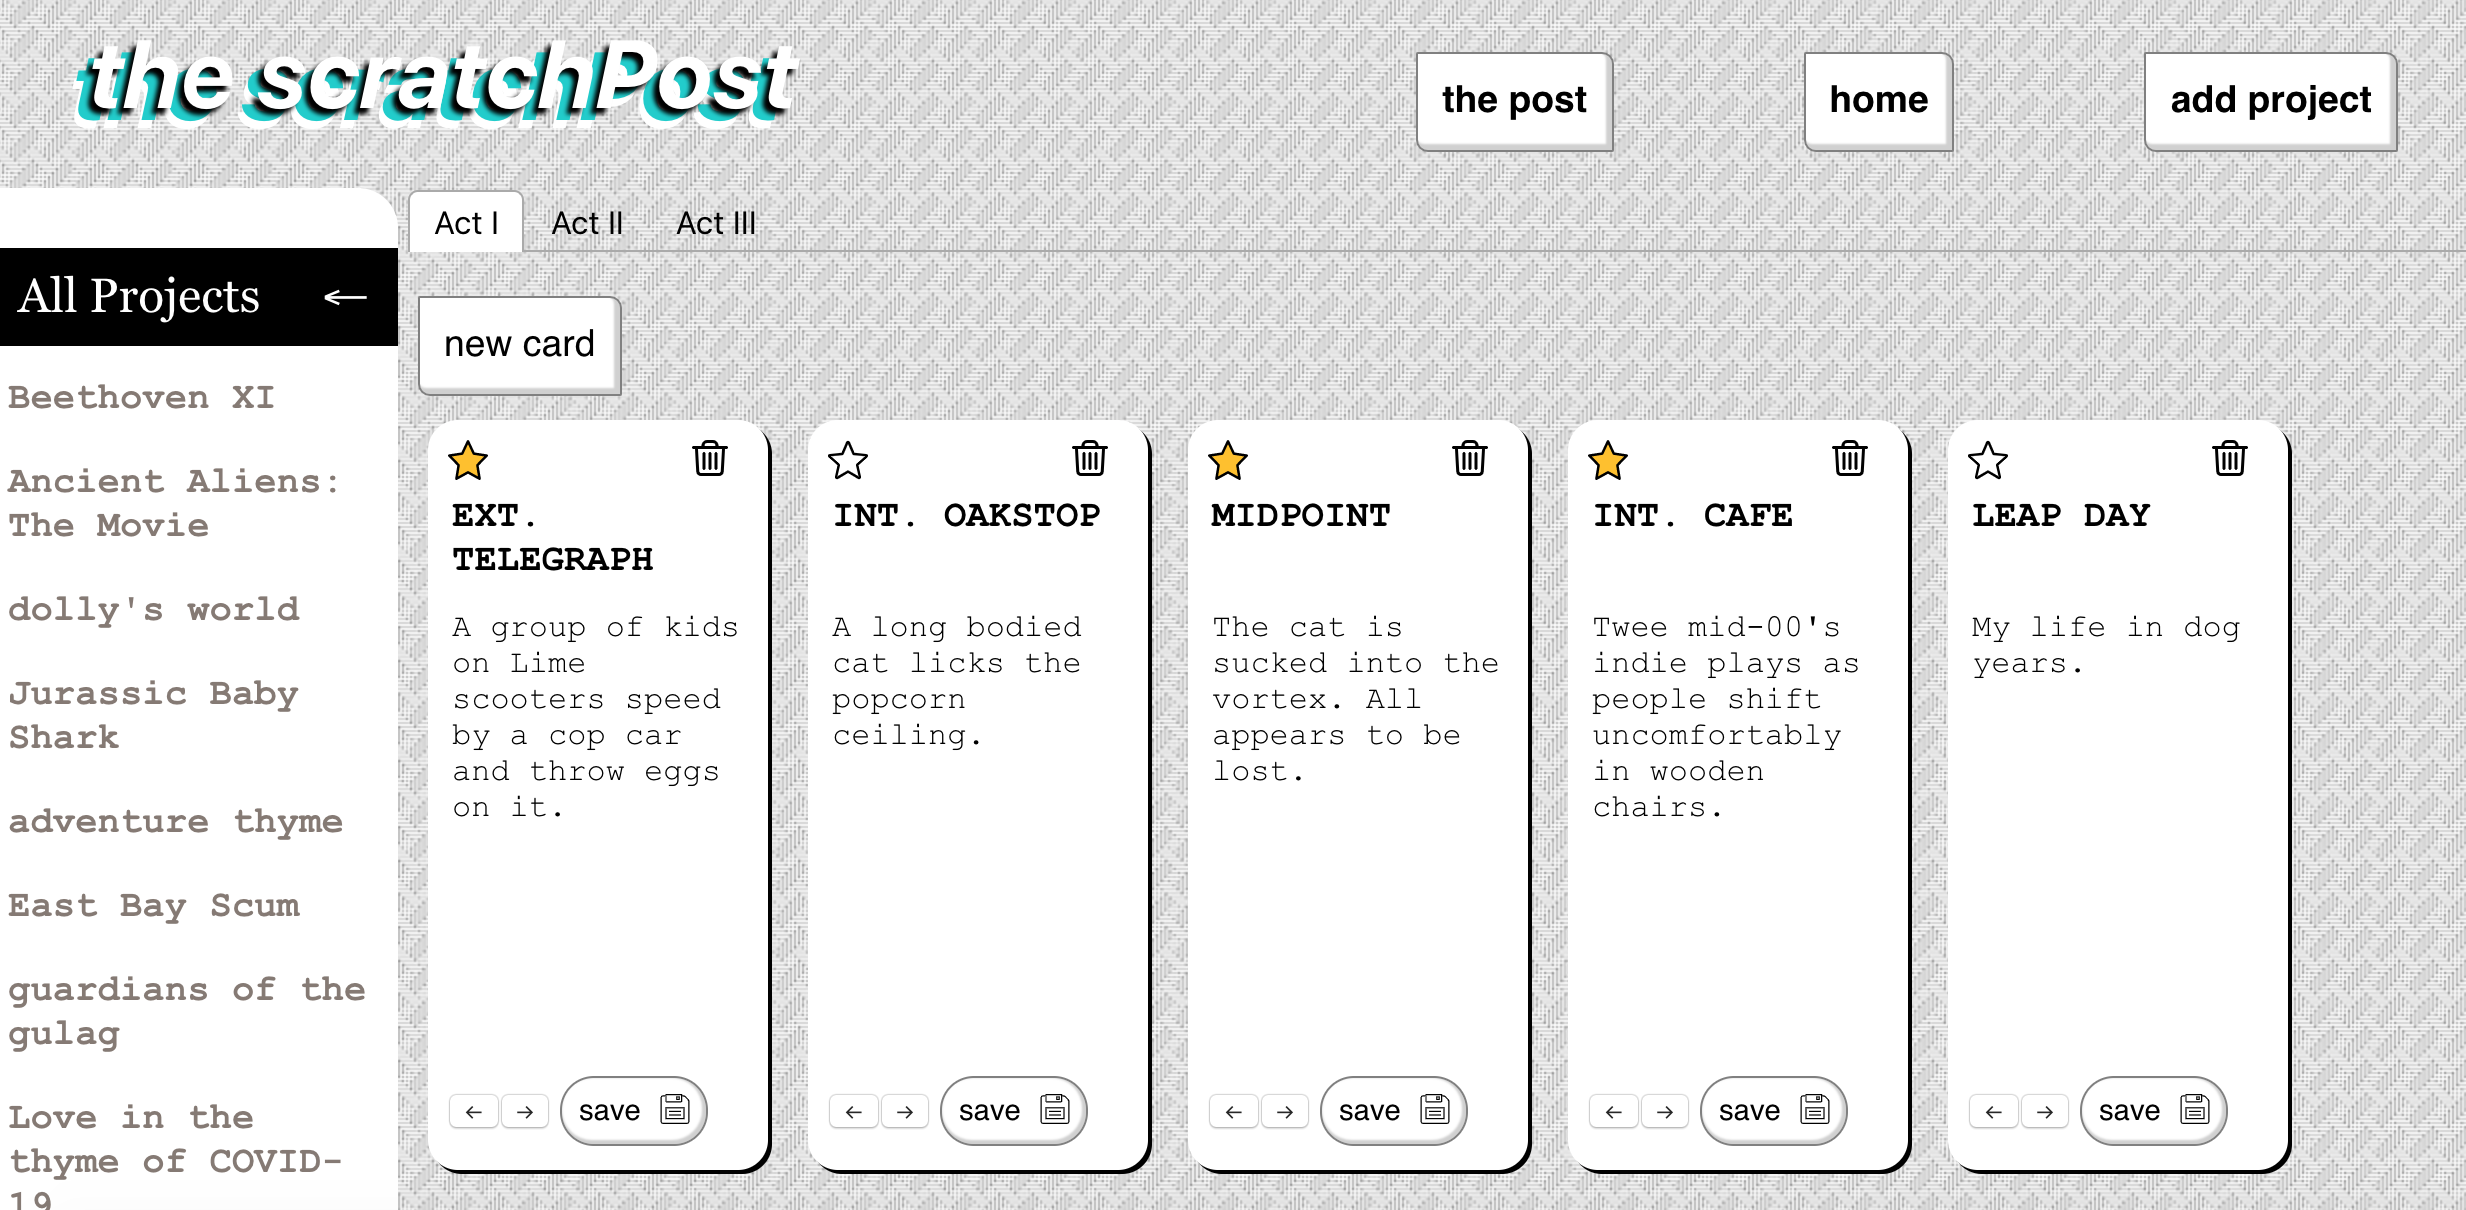 the scratchPost
the post
home
add project
Act I
Act II
Act III
All Projects ←
Beethoven XI
Ancient Aliens:
The Movie
dolly's world
Jurassic Baby
Shark
adventure thyme
East Bay Scum
guardians of the
gulag
Love in the
thyme of COVID-
19
new card
EXT.
TELEGRAPH
A group of kids
on Lime
scooters speed
by a cop car
and throw eggs
on it.
← → save
INT. OAKSTOP
A long bodied
cat licks the
popcorn
ceiling.
← → save
MIDPOINT
The cat is
sucked into the
vortex. All
appears to be
lost.
← → save
INT. CAFE
Twee mid-00's
indie plays as
people shift
uncomfortably
in wooden
chairs.
← → save
LEAP DAY
My life in dog
years.
← → save